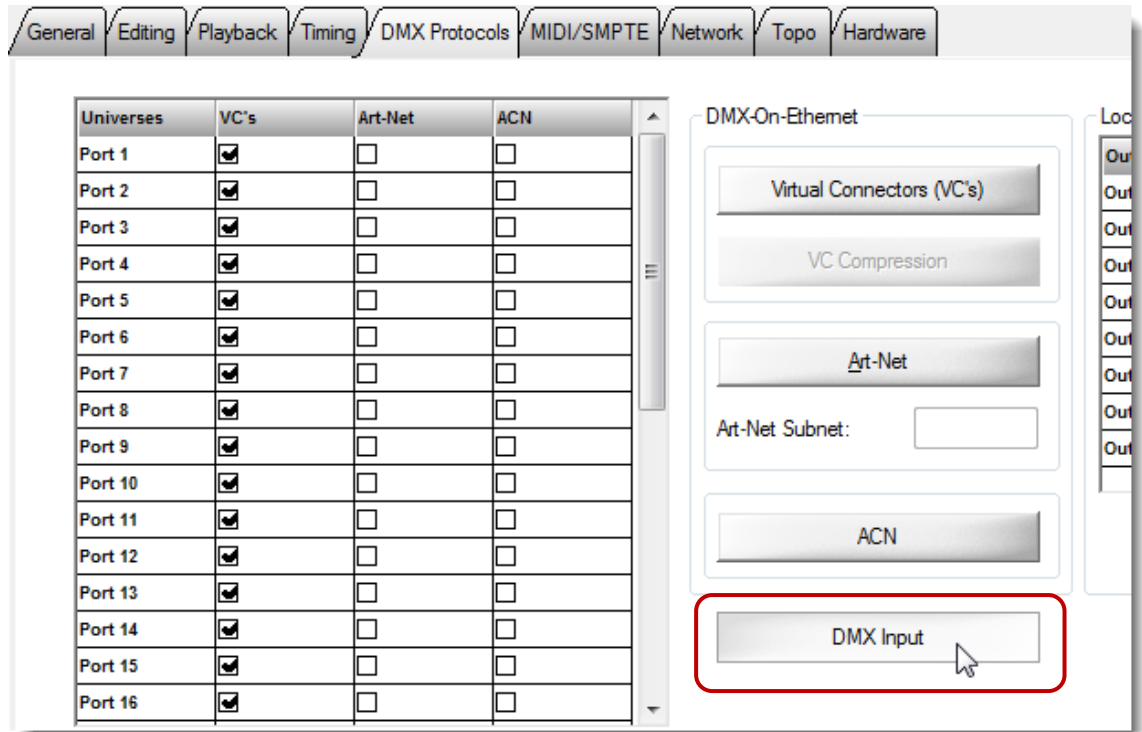 General Editing Playback Timing DMX Protocols MIDI/SMPTE Network Topo Hardware
Universes VC's Art-Net ACN
Port 1
Port 2
Port 3
Port 4
Port 5
Port 6
Port 7
Port 8
Port 9
Port 10
Port 11
Port 12
Port 13
Port 14
Port 15
Port 16
DMX-On-Ethernet
Virtual Connectors (VC's)
VC Compression
Art-Net
Art-Net Subnet:
ACN
DMX Input